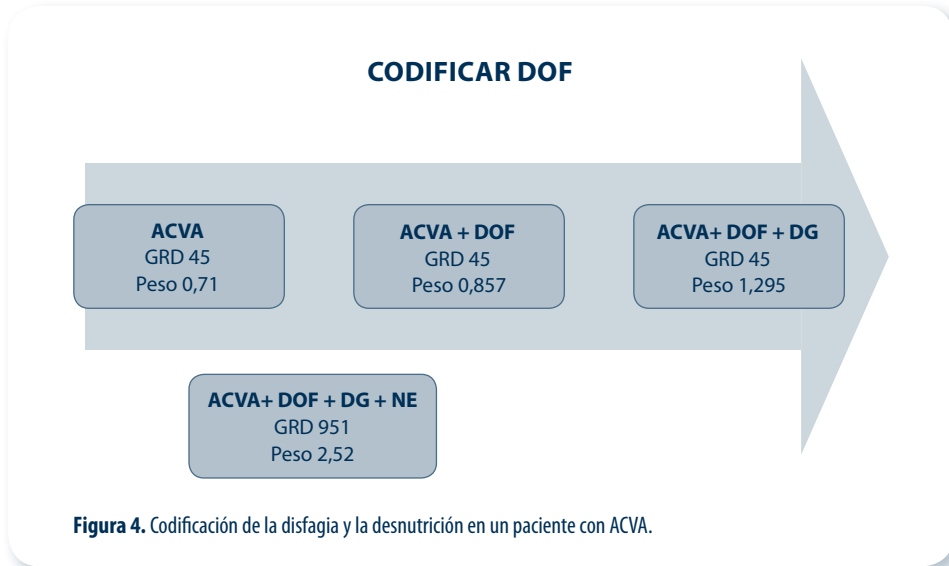 CODIFICAR DOF
ACVA
GRD 45
Peso 0,71
ACVA + DOF
GRD 45
Peso 0,857
ACVA+ DOF + DG
GRD 45
Peso 1,295
ACVA+ DOF + DG + NE
GRD 951
Peso 2,52
Figura 4. Codificación de la disfagia y la desnutrición en un paciente con ACVA.